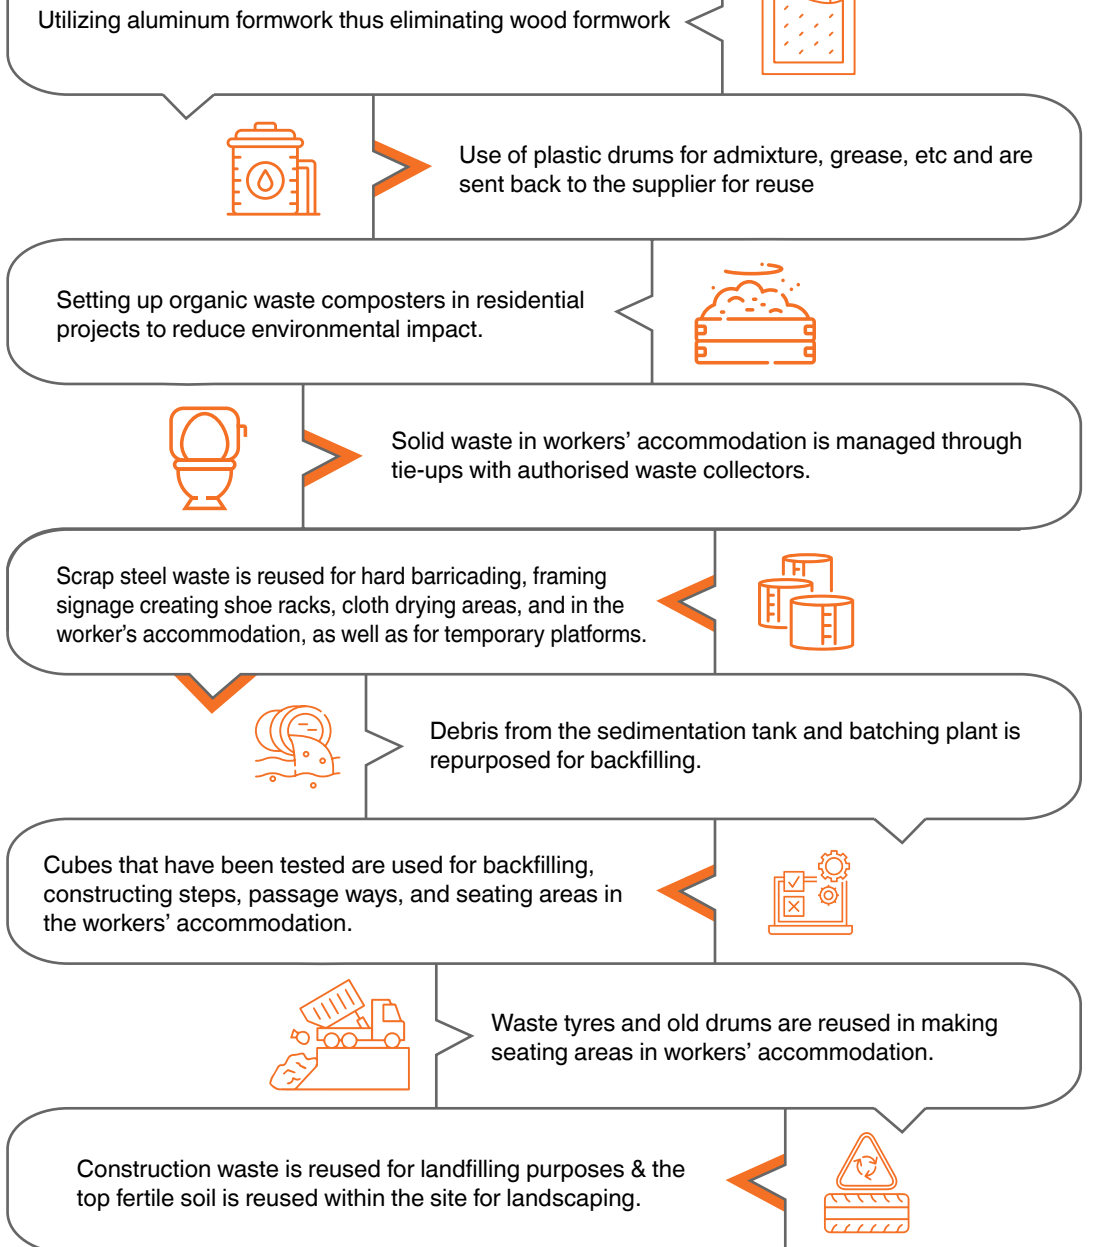 Utilizing aluminum formwork thus eliminating wood formwork
Use of plastic drums for admixture, grease, etc and are
sent back to the supplier for reuse
Setting up organic waste composters in residential
projects to reduce environmental impact.
Solid waste in workers’ accommodation is managed through
tie-ups with authorised waste collectors.
Scrap steel waste is reused for hard barricading, framing
signage creating shoe racks, cloth drying areas, and in the
worker’s accommodation, as well as for temporary platforms.
Debris from the sedimentation tank and batching plant is
repurposed for backfilling.
Cubes that have been tested are used for backfilling,
constructing steps, passage ways, and seating areas in
the workers’ accommodation.
Waste tyres and old drums are reused in making
seating areas in workers’ accommodation.
Construction waste is reused for landfilling purposes & the
top fertile soil is reused within the site for landscaping.